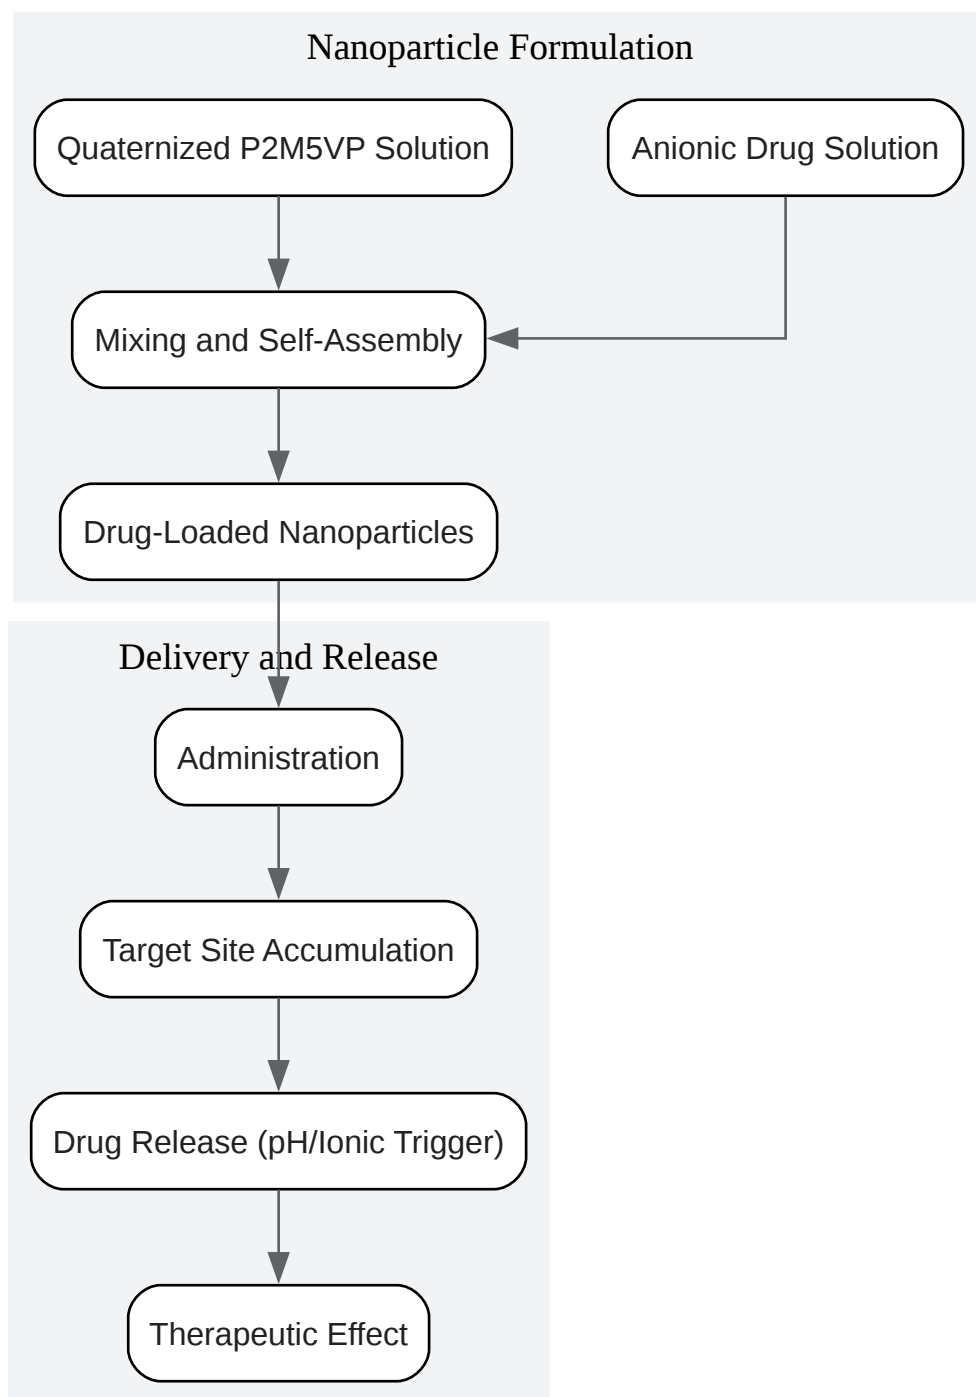 Nanoparticle Formulation
Quaternized P2M5VP Solution
Anionic Drug Solution
Mixing and Self-Assembly
Drug-Loaded Nanoparticles
Delivery and Release
Administration
Target Site Accumulation
Drug Release (pH/Ionic Trigger)
Therapeutic Effect